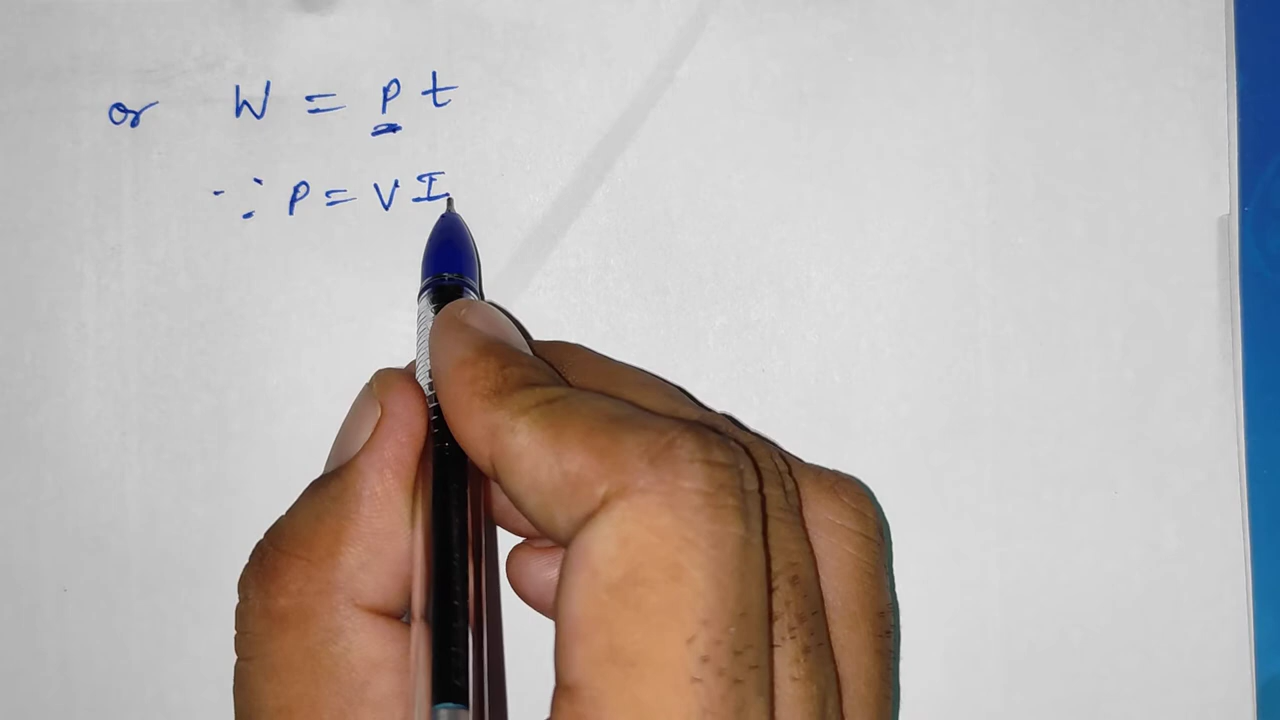 or W = P t
∵ P = V I